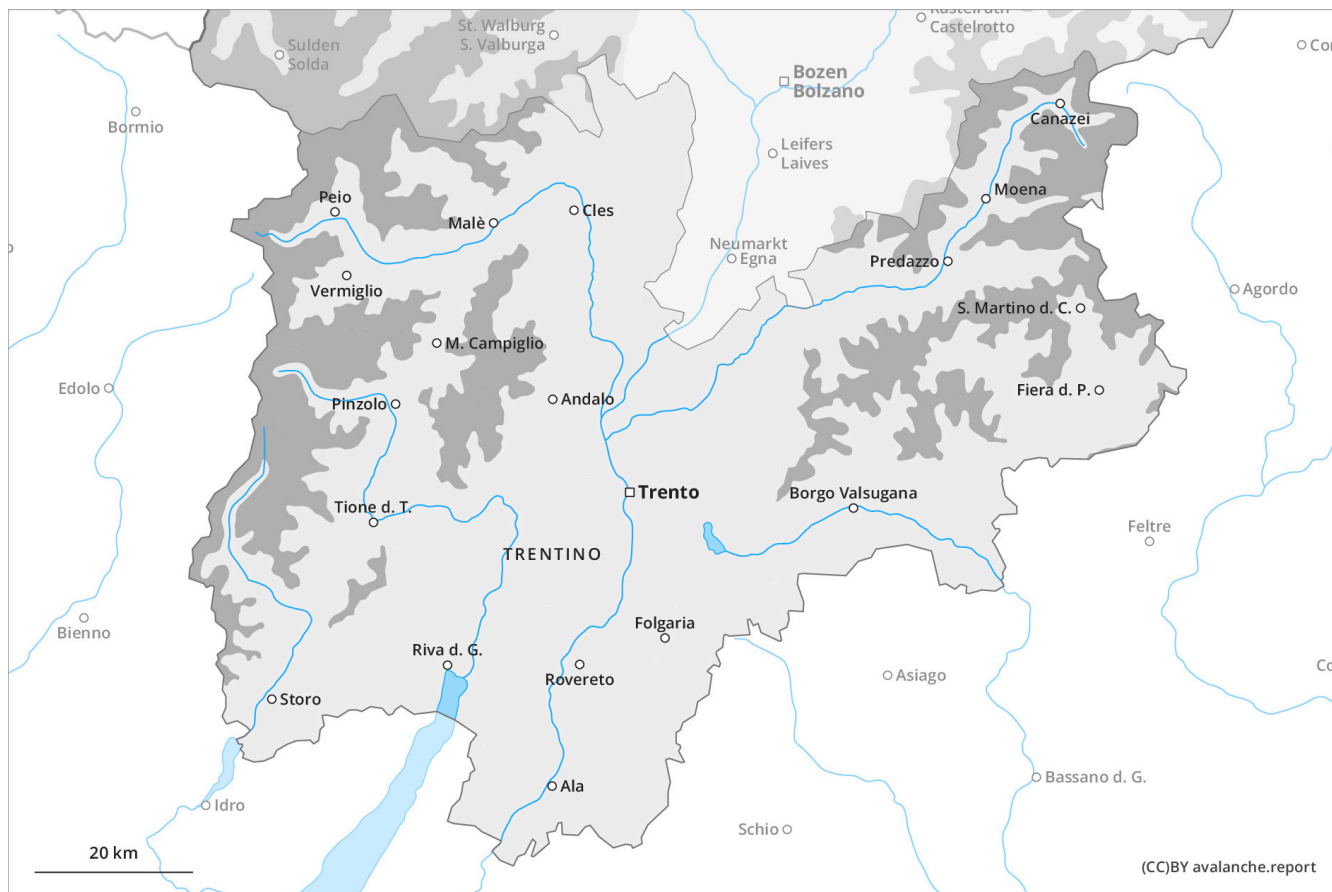 Kastelruth
Castelrotto
St. Walburg
S. Valburga
Sulden
Solda
Bozen
Bolzano
Bormio
Canazei
Leifers
Laives
Moena
Peio
Malè
Cles
Neumarkt
Egna
Predazzo
Vermiglio
Agordo
S. Martino d. C.
M. Campiglio
Edolo
Fiera d. P.
Pinzolo
Andalo
Trento
Borgo Valsugana
Tione d. T.
Feltre
TRENTINO
Bienno
Folgaria
Riva d. G.
Rovereto
Asiago
Storo
Bassano d. G.
Ala
Idro
Schio
20 km
(CC)BY avalanche.report